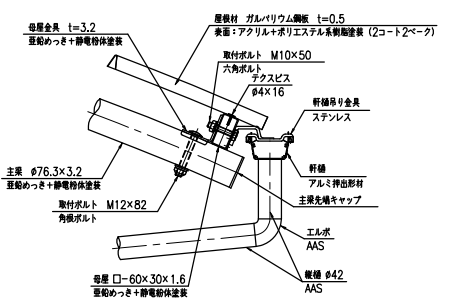 母屋金具 t=3.2
亜鉛めっき＋静電粉体塗装
屋根材 ガルバリウム鋼板 t=0.5
表面：アクリル＋ポリエステル系樹脂塗装（2コート2ベーク）
取付ボルト M10×50
六角ボルト
テクスビス
ø4×16
軒樋吊り金具
ステンレス
主梁 ø76.3×3.2
亜鉛めっき＋静電粉体塗装
軒樋
アルミ押出形材
主梁先端キャップ
取付ボルト M12×82
角根ボルト
エルボ
AAS
母屋 □-60×30×1.6
亜鉛めっき＋静電粉体塗装
縦樋 ø42
AAS